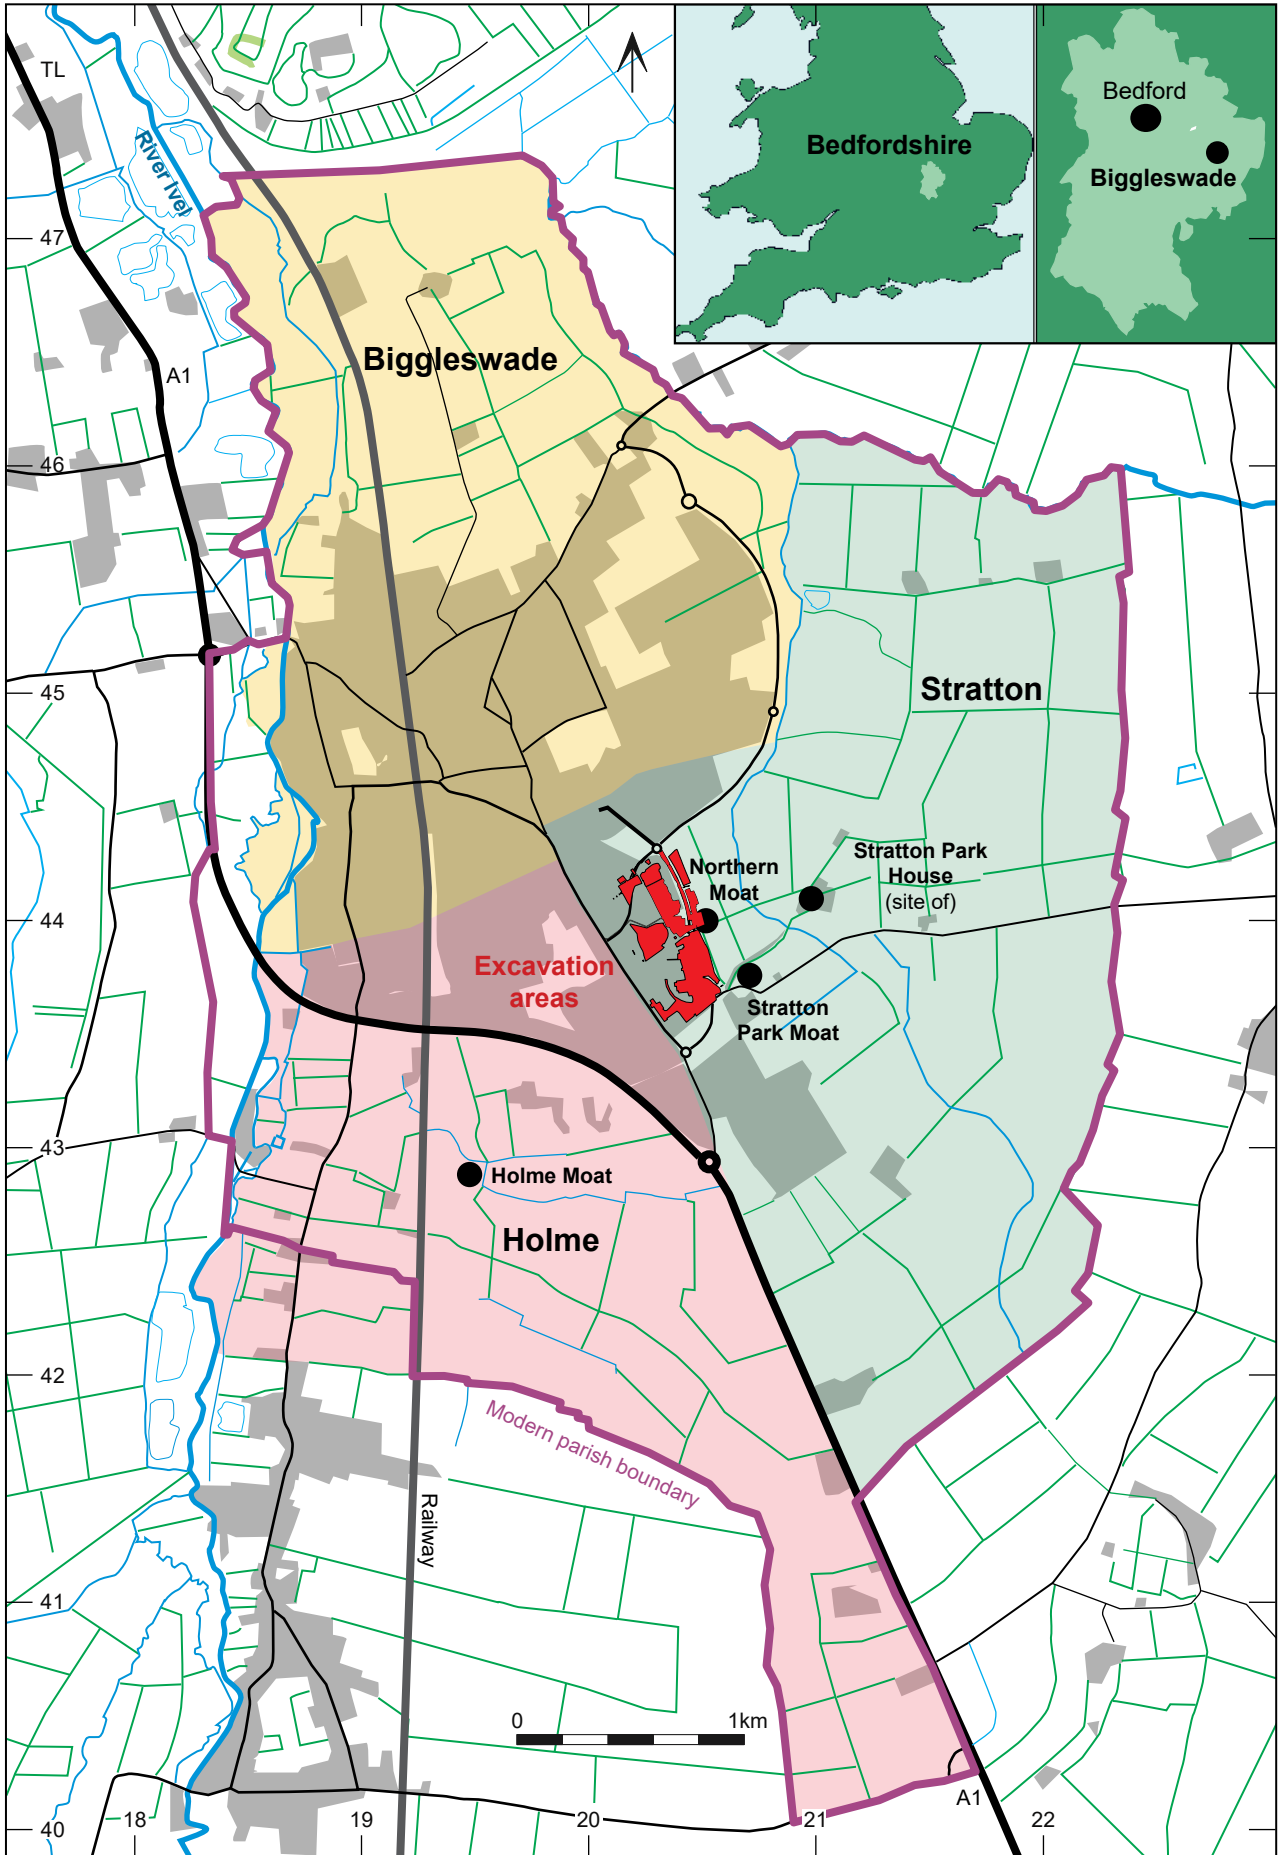 TL
River Ivel
Bedfordshire
Bedford
Biggleswade
47
A1
Biggleswade
46
45
Stratton
Northern
Moat
Stratton Park
House
(site of)
44
Excavation
areas
Stratton
Park Moat
43
Holme Moat
Holme
42
Modern parish boundary
Railway
41
0
1km
A1
40
18
19
20
21
22